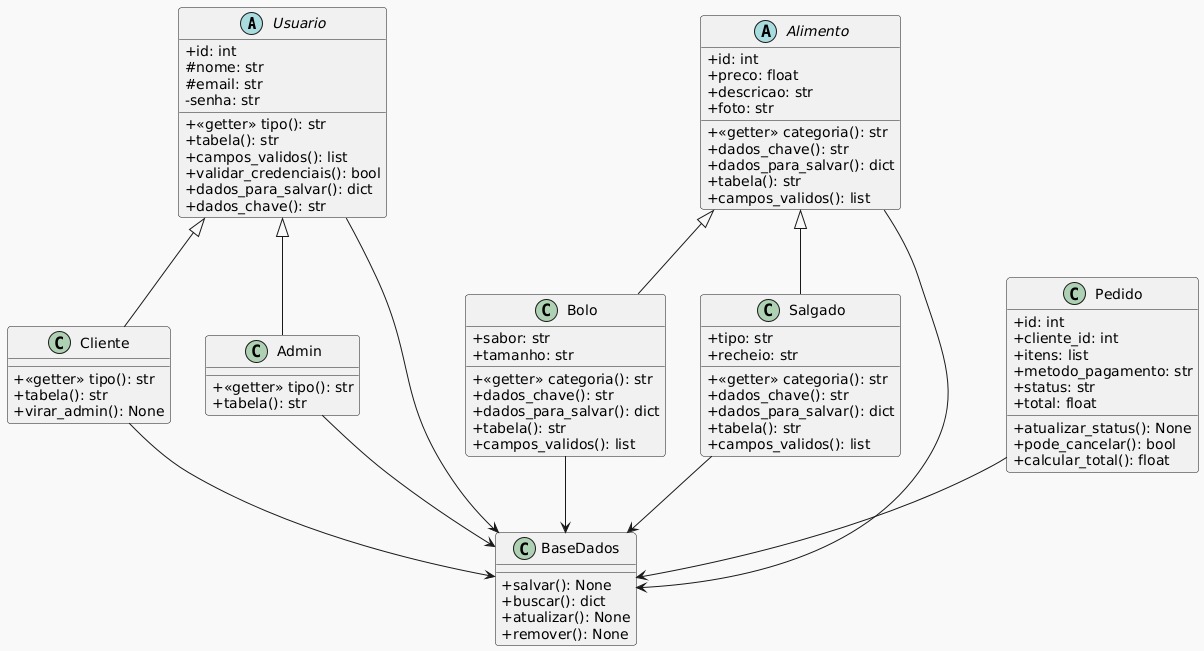 A Usuario
+id: int
#nome: str
#email: str
-senha: str
+«getter» tipo(): str
+tabela(): str
+campos_validos(): list
+validar_credenciais(): bool
+dados_para_salvar(): dict
+dados_chave(): str
A Alimento
+id: int
+preco: float
+descricao: str
+foto: str
+«getter» categoria(): str
+dados_chave(): str
+dados_para_salvar(): dict
+tabela(): str
+campos_validos(): list
C Cliente
+«getter» tipo(): str
+tabela(): str
+virar_admin(): None
C Admin
+«getter» tipo(): str
+tabela(): str
C Bolo
+sabor: str
+tamanho: str
+«getter» categoria(): str
+dados_chave(): str
+dados_para_salvar(): dict
+tabela(): str
+campos_validos(): list
C Salgado
+tipo: str
+recheio: str
+«getter» categoria(): str
+dados_chave(): str
+dados_para_salvar(): dict
+tabela(): str
+campos_validos(): list
C Pedido
+id: int
+cliente_id: int
+itens: list
+metodo_pagamento: str
+status: str
+total: float
+atualizar_status(): None
+pode_cancelar(): bool
+calcular_total(): float
C BaseDados
+salvar(): None
+buscar(): dict
+atualizar(): None
+remover(): None